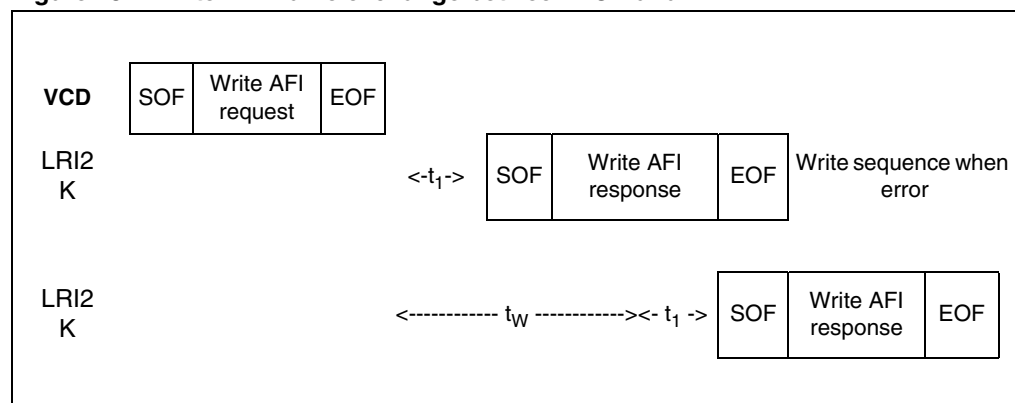 VCD SOF Write AFI request EOF
LRI2 K <-t1-> SOF Write AFI response EOF Write sequence when error
LRI2 K <------------ tW ------------><- t1 -> SOF Write AFI response EOF